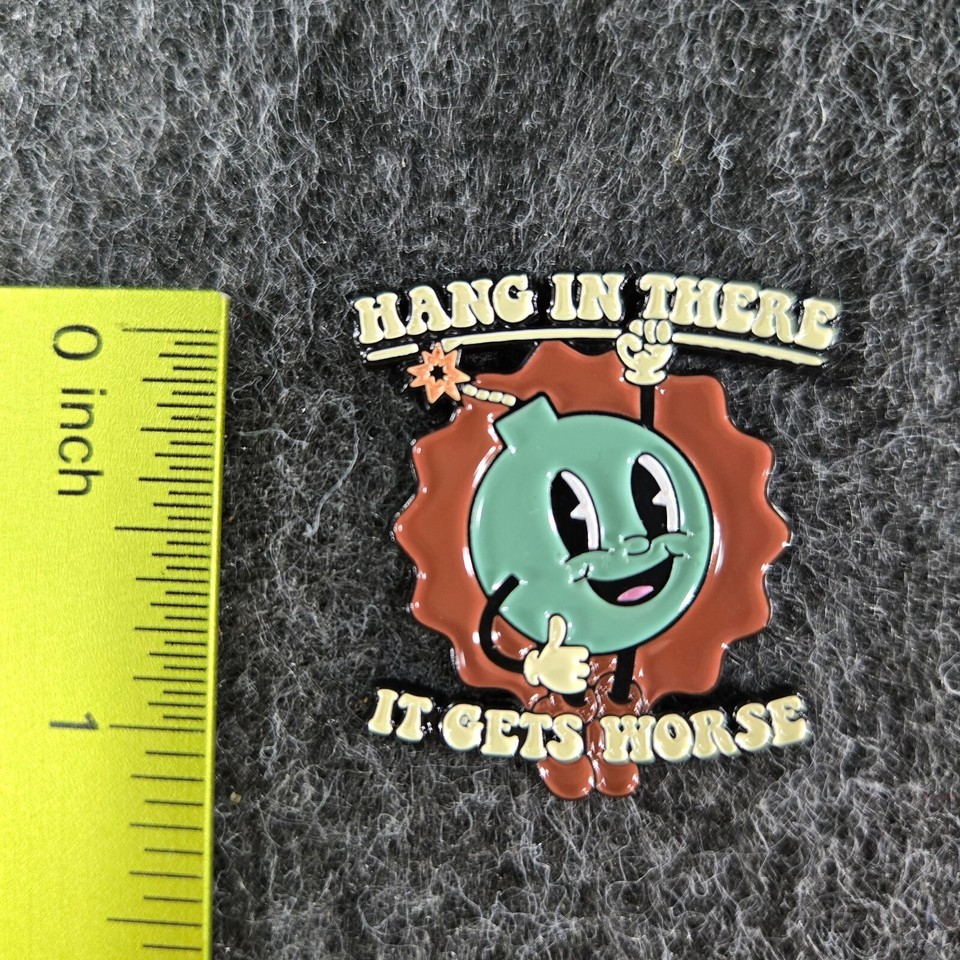 HANG IN THERE
IT GETS WORSE
0 inch
1